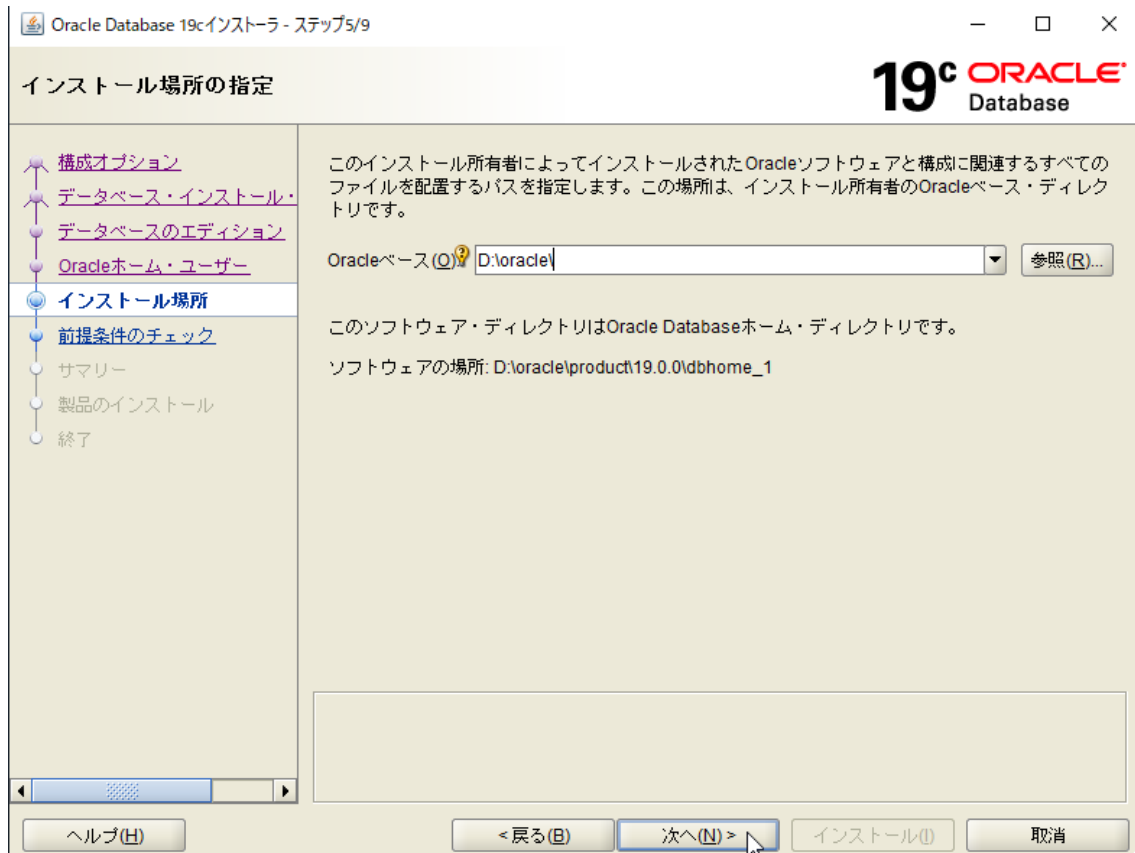 Oracle Database 19cインストーラ - ステップ5/9
インストール場所の指定
19c ORACLE
Database
構成オプション
データベース・インストール・
データベースのエディション
Oracleホーム・ユーザー
インストール場所
前提条件のチェック
サマリー
製品のインストール
終了
このインストール所有者によってインストールされたOracleソフトウェアと構成に関連するすべての
ファイルを配置するパスを指定します。この場所は、インストール所有者のOracleベース・ディレク
トリです。
Oracleベース(O) D:\oracle\ 参照(R)...
このソフトウェア・ディレクトリはOracle Databaseホーム・ディレクトリです。
ソフトウェアの場所: D:\oracle\product\19.0.0\dbhome_1
ヘルプ(H) <戻る(B) 次へ(N)> インストール(I) 取消